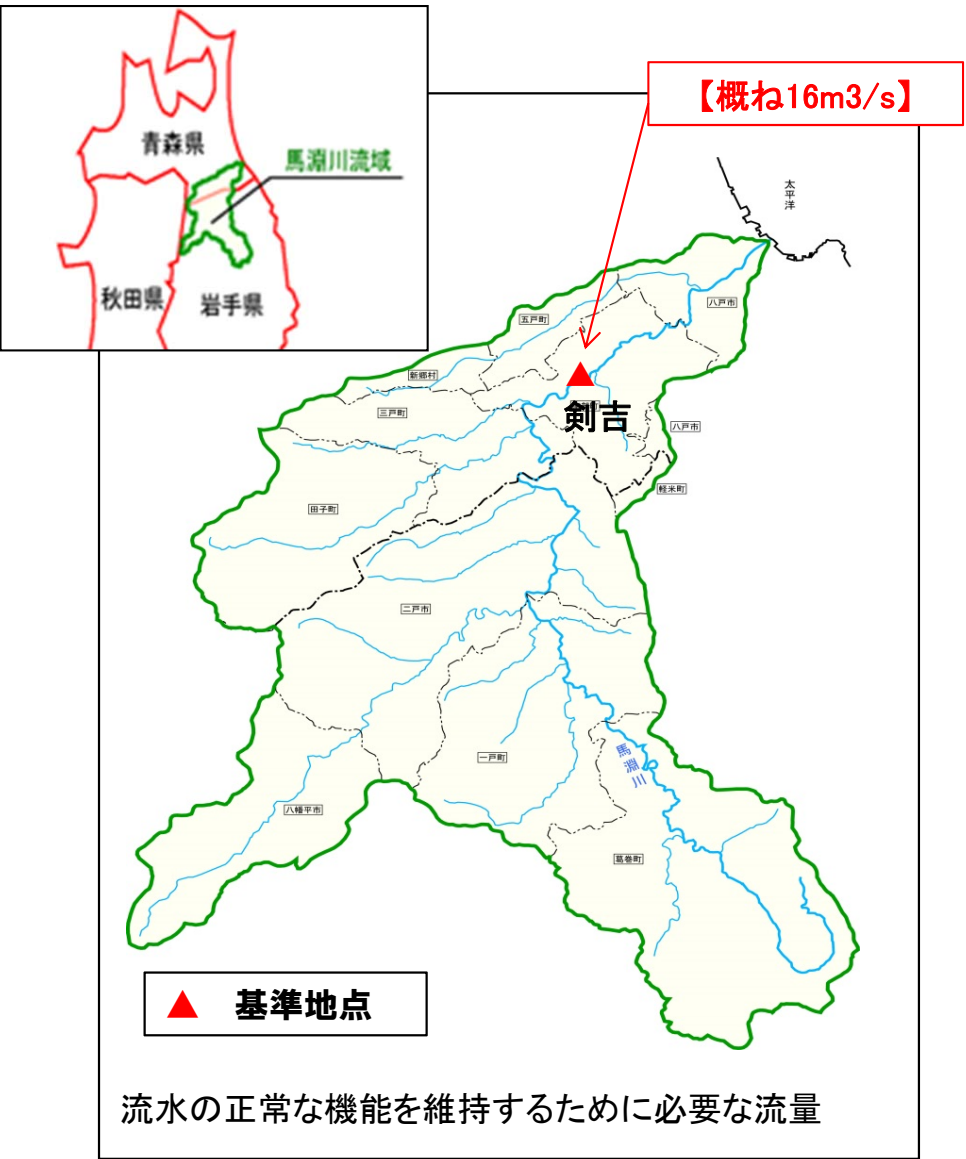 【概ね16m3/s】
青森県
馬淵川流域
秋田県
岩手県
太平洋
八戸市
五戸町
新郷村
三戸町
剣吉
八戸市
軽米町
田子町
二戸市
一戸町
馬淵川
八幡平市
葛巻町
▲ 基準地点
流水の正常な機能を維持するために必要な流量